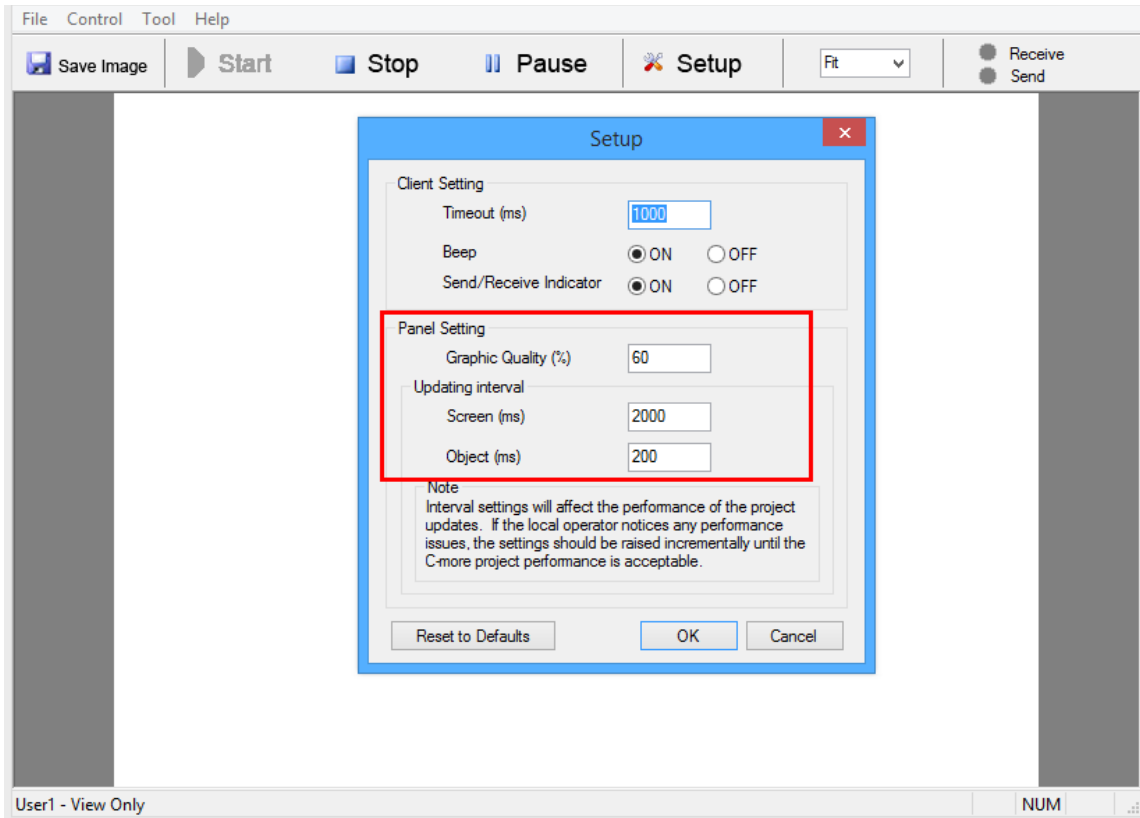 File Control Tool Help
Save Image Start Stop Pause Setup Fit Receive
Send
Setup
Client Setting
Timeout (ms) 1000
Beep ON OFF
Send/Receive Indicator ON OFF
Panel Setting
Graphic Quality (%) 60
Updating interval
Screen (ms) 2000
Object (ms) 200
Note
Interval settings will affect the performance of the project
updates. If the local operator notices any performance
issues, the settings should be raised incrementally until the
C-more project performance is acceptable.
Reset to Defaults OK Cancel
User1 - View Only NUM